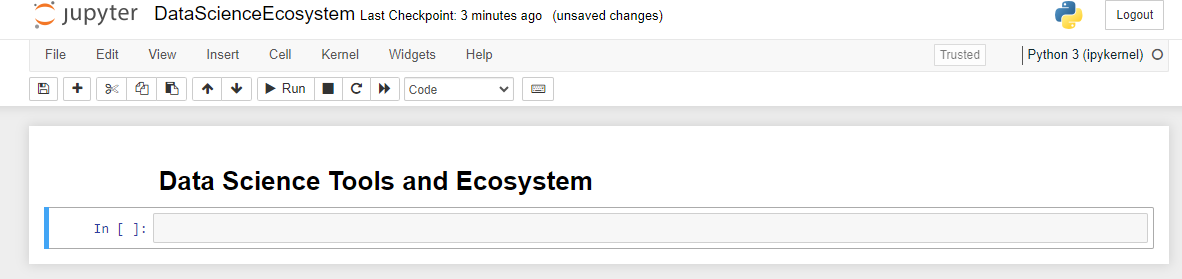 jupyter DataScienceEcosystem Last Checkpoint: 3 minutes ago (unsaved changes) Logout
File Edit View Insert Cell Kernel Widgets Help Trusted Python 3 (ipykernel)
Run Code
Data Science Tools and Ecosystem
In [ ]: